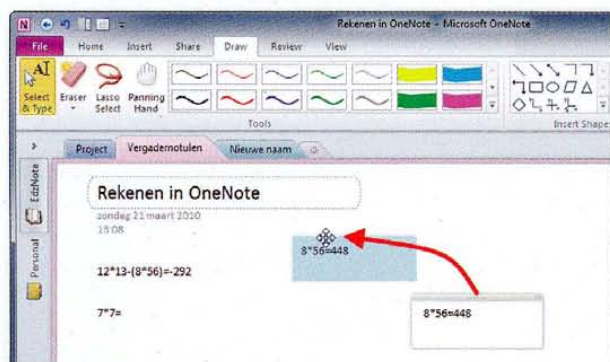 Rekenen in OneNote - Microsoft OneNote
File Home Insert Share Draw Review View
Select & Type
Eraser
Lasso Select
Panning Hand
Tools
Insert Shapes
Project Vergadernotulen Nieuwe naam
EdzNote
Personal
Rekenen in OneNote
zondag 21 maart 2010
18:08
8*56=448
12*13-(8*56)=-292
7*7=
8*56=448